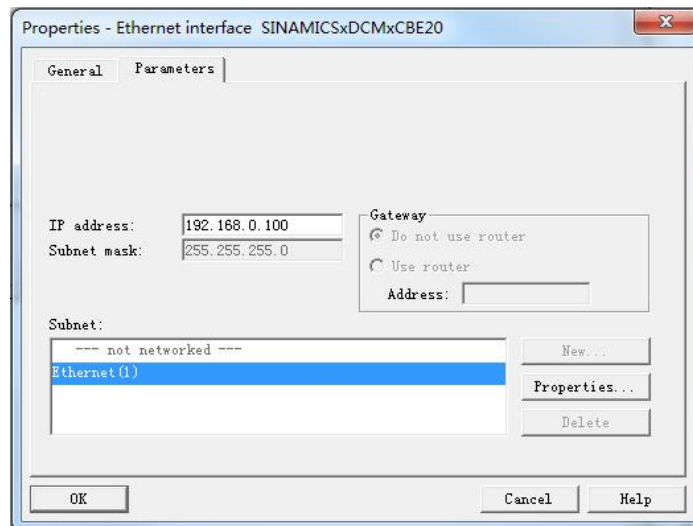 Properties - Ethernet interface SINAMICSxDCMxCBE20
General Parameters
IP address: 192.168.0.100
Subnet mask: 255.255.255.0
Gateway
Do not use router
Use router
Address:
Subnet:
--- not networked ---
Ethernet(1)
New...
Properties...
Delete
OK Cancel Help